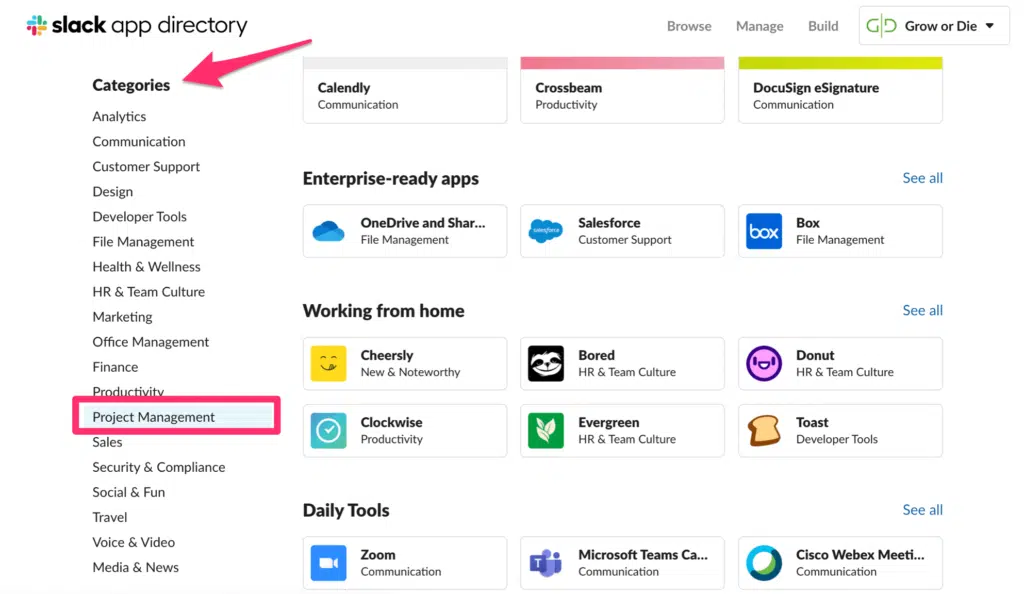 slack app directory
Browse
Manage
Build
G|D
Grow or Die
Categories
Analytics
Communication
Customer Support
Design
Developer Tools
File Management
Health & Wellness
HR & Team Culture
Marketing
Office Management
Finance
Productivity
Project Management
Sales
Security & Compliance
Social & Fun
Travel
Voice & Video
Media & News
Calendly
Communication
Crossbeam
Productivity
DocuSign eSignature
Communication
Enterprise-ready apps
See all
OneDrive and Shar...
File Management
salesforce
Salesforce
Customer Support
box
Box
File Management
Working from home
See all
Cheersly
New & Noteworthy
Bored
HR & Team Culture
Donut
HR & Team Culture
Clockwise
Productivity
Evergreen
HR & Team Culture
Toast
Developer Tools
Daily Tools
See all
Zoom
Communication
T
Microsoft Teams Ca...
Communication
Cisco Webex Meeti...
Communication